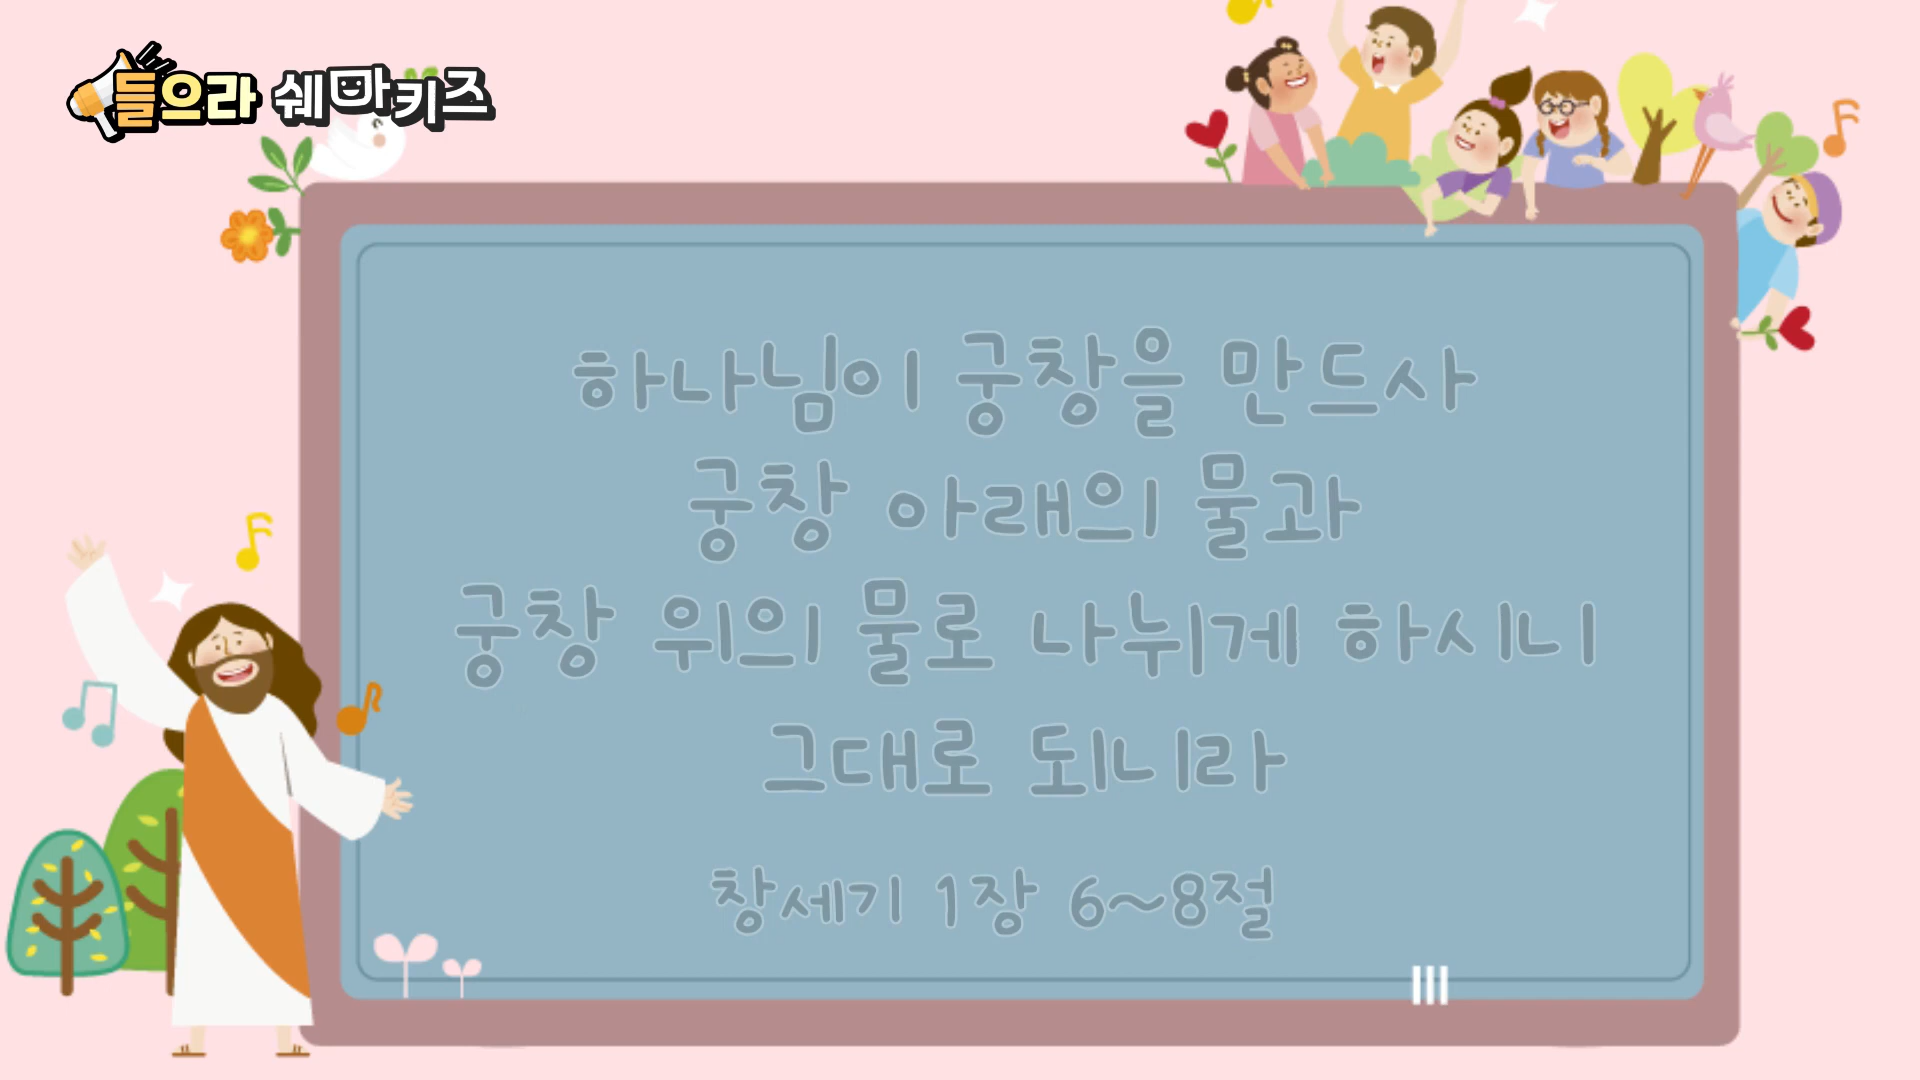 들으라 쉐마키즈
하나님이 궁창을 만드사
궁창 아래의 물과
궁창 위의 물로 나뉘게 하시니
그대로 되니라
창세기 1장 6~8절